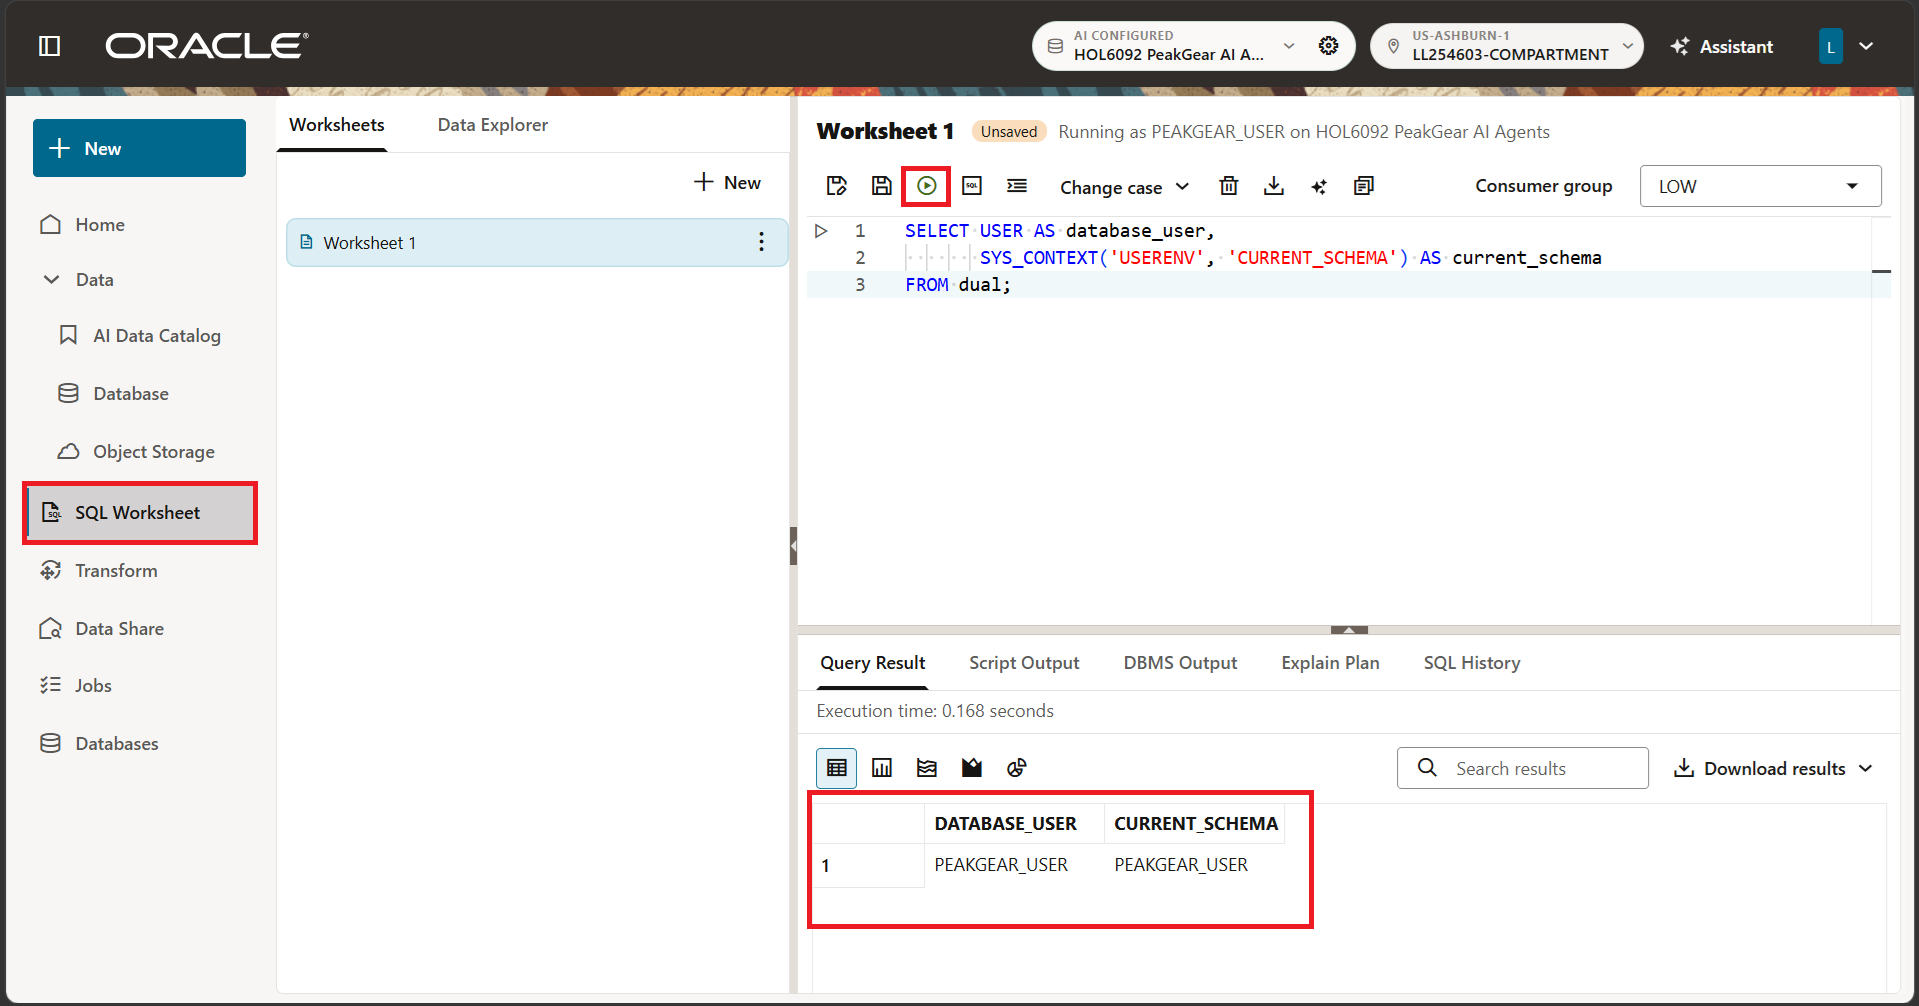 ORACLE®
AI CONFIGURED
HOL6092 PeakGear AI A...
US-ASHBURN-1
LL254603-COMPARTMENT
Assistant
L
New
Home
Data
AI Data Catalog
Database
Object Storage
SQL Worksheet
Transform
Data Share
Jobs
Databases
Worksheets
Data Explorer
New
Worksheet 1
Worksheet 1
Unsaved
Running as PEAKGEAR_USER on HOL6092 PeakGear AI Agents
SQL
Change case
Consumer group
LOW
1 SELECT USER AS database_user,
2 SYS_CONTEXT('USERENV', 'CURRENT_SCHEMA') AS current_schema
3 FROM dual;
Query Result
Script Output
DBMS Output
Explain Plan
SQL History
Execution time: 0.168 seconds
Search results
Download results
DATABASE_USER CURRENT_SCHEMA
1 PEAKGEAR_USER PEAKGEAR_USER